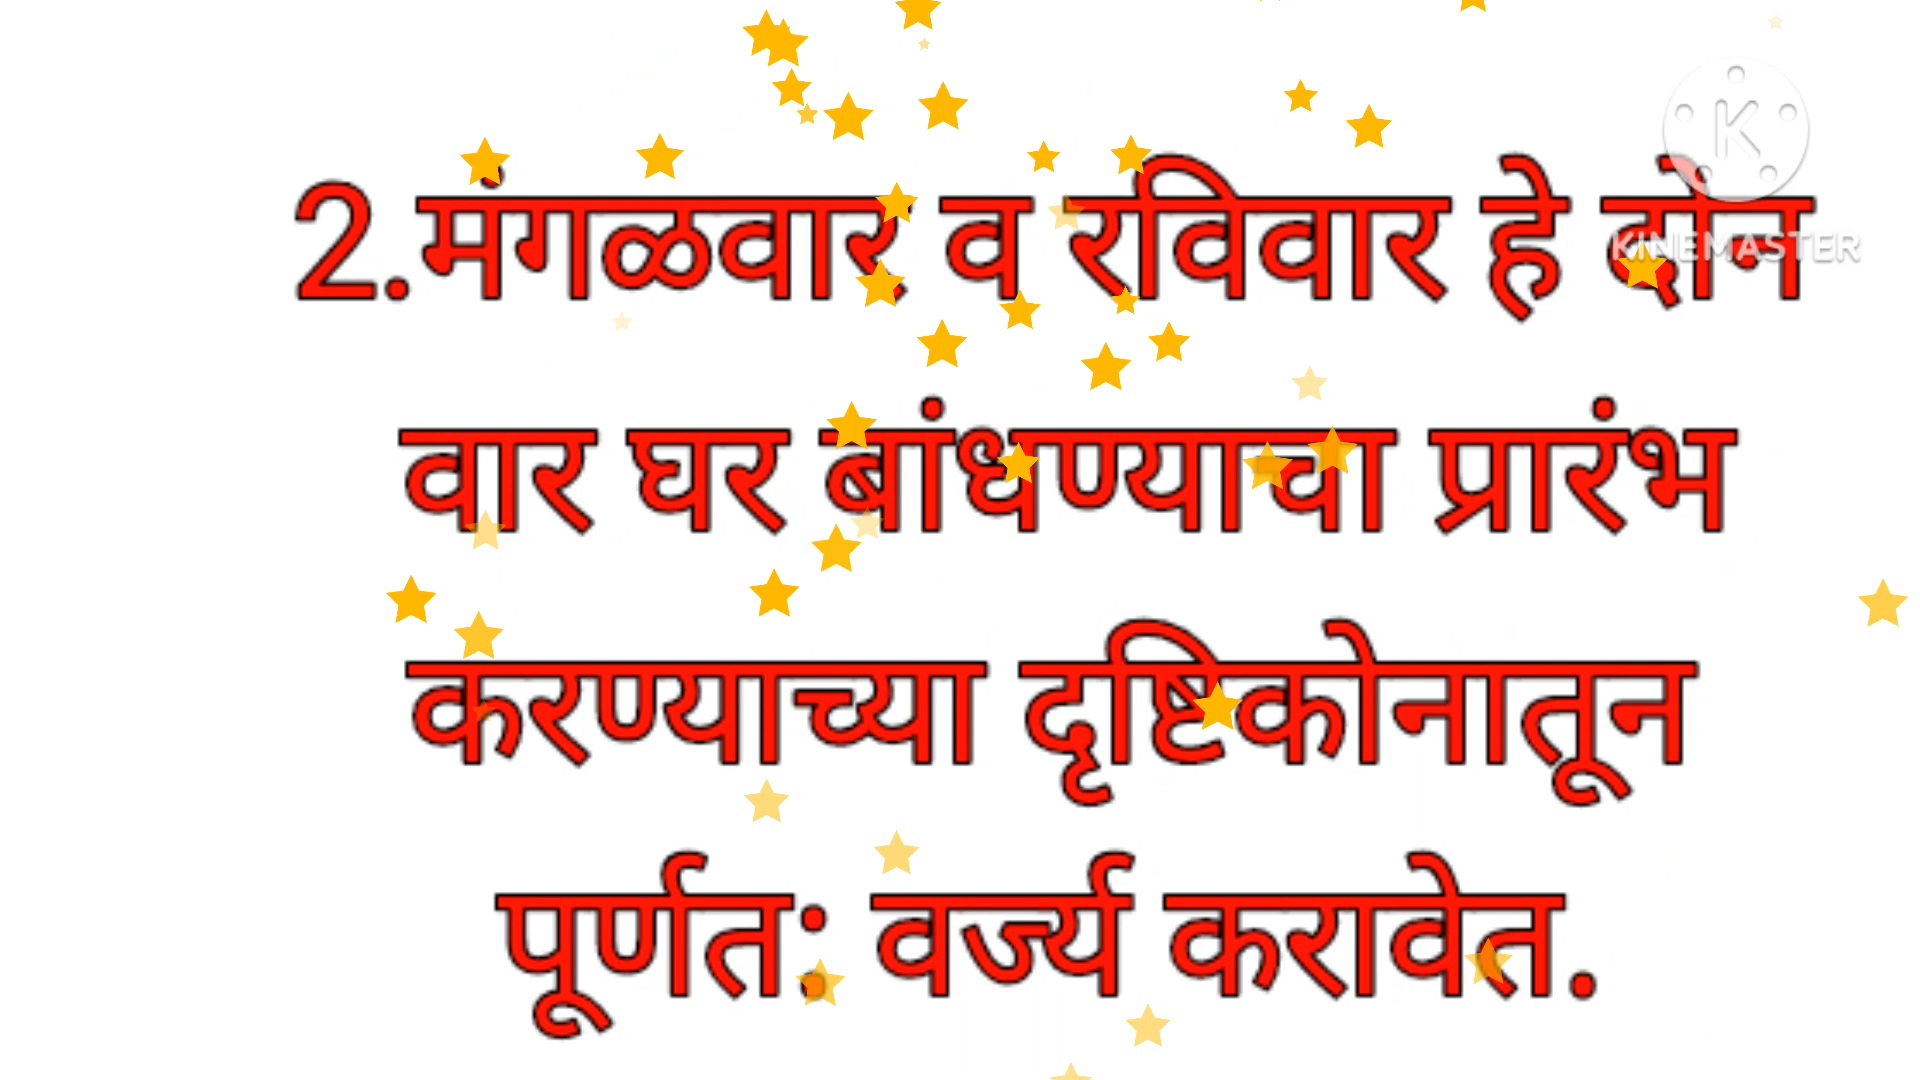 2.मंगळवार व रविवार हे दोन
KINEMASTER
वार घर बांधण्याचा प्रारंभ
करण्याच्या दृष्टिकोनातून
पूर्णत: वर्ज्य करावेत.